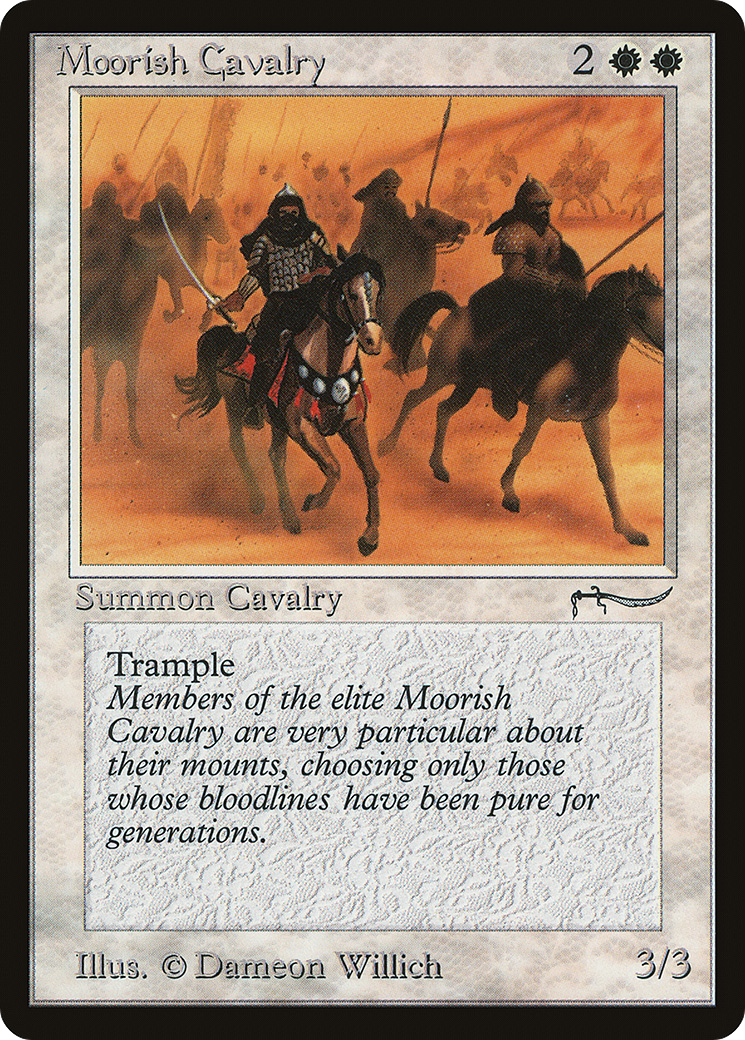 Moorish Cavalry 2
Summon Cavalry
Trample
Members of the elite Moorish
Cavalry are very particular about
their mounts, choosing only those
whose bloodlines have been pure for
generations.
Illus. © Dameon Willich 3/3